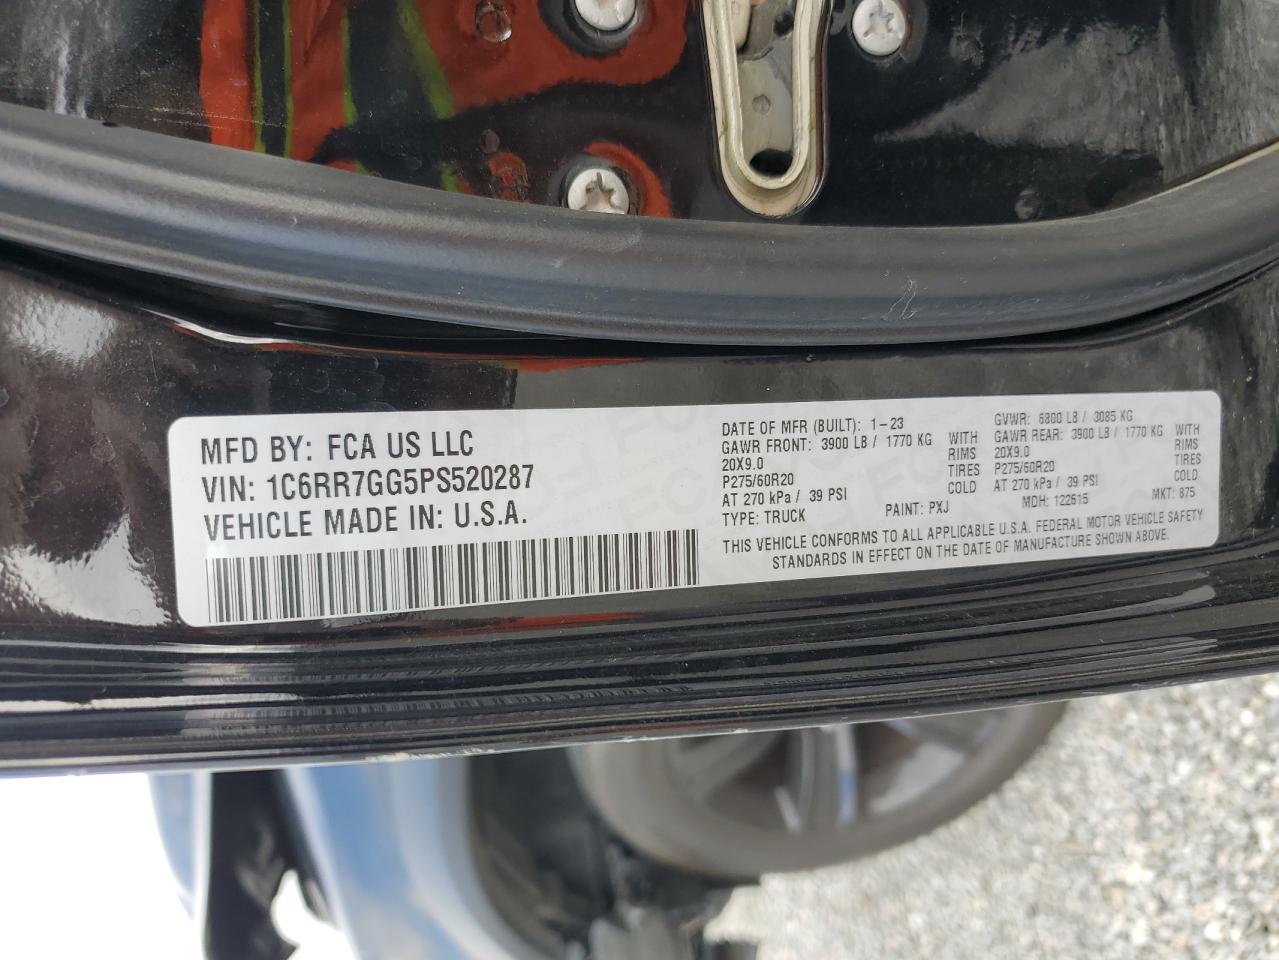 MFD BY: FCA US LLC
VIN: 1C6RR7GG5PS520287
VEHICLE MADE IN: U.S.A.
DATE OF MFR (BUILT): 1-23
GAWR FRONT: 3900 LB / 1770 KG WITH
20X9.0 RIMS
P275/60R20 TIRES
AT 270 kPa / 39 PSI COLD
TYPE: TRUCK PAINT: PXJ
GVWR: 6800 LB / 3085 KG
GAWR REAR: 3900 LB / 1770 KG WITH
20X9.0 RIMS
P275/60R20 TIRES
AT 270 kPa / 39 PSI COLD
MDH: 122615 MKT: 875
THIS VEHICLE CONFORMS TO ALL APPLICABLE U.S.A. FEDERAL MOTOR VEHICLE SAFETY
STANDARDS IN EFFECT ON THE DATE OF MANUFACTURE SHOWN ABOVE.